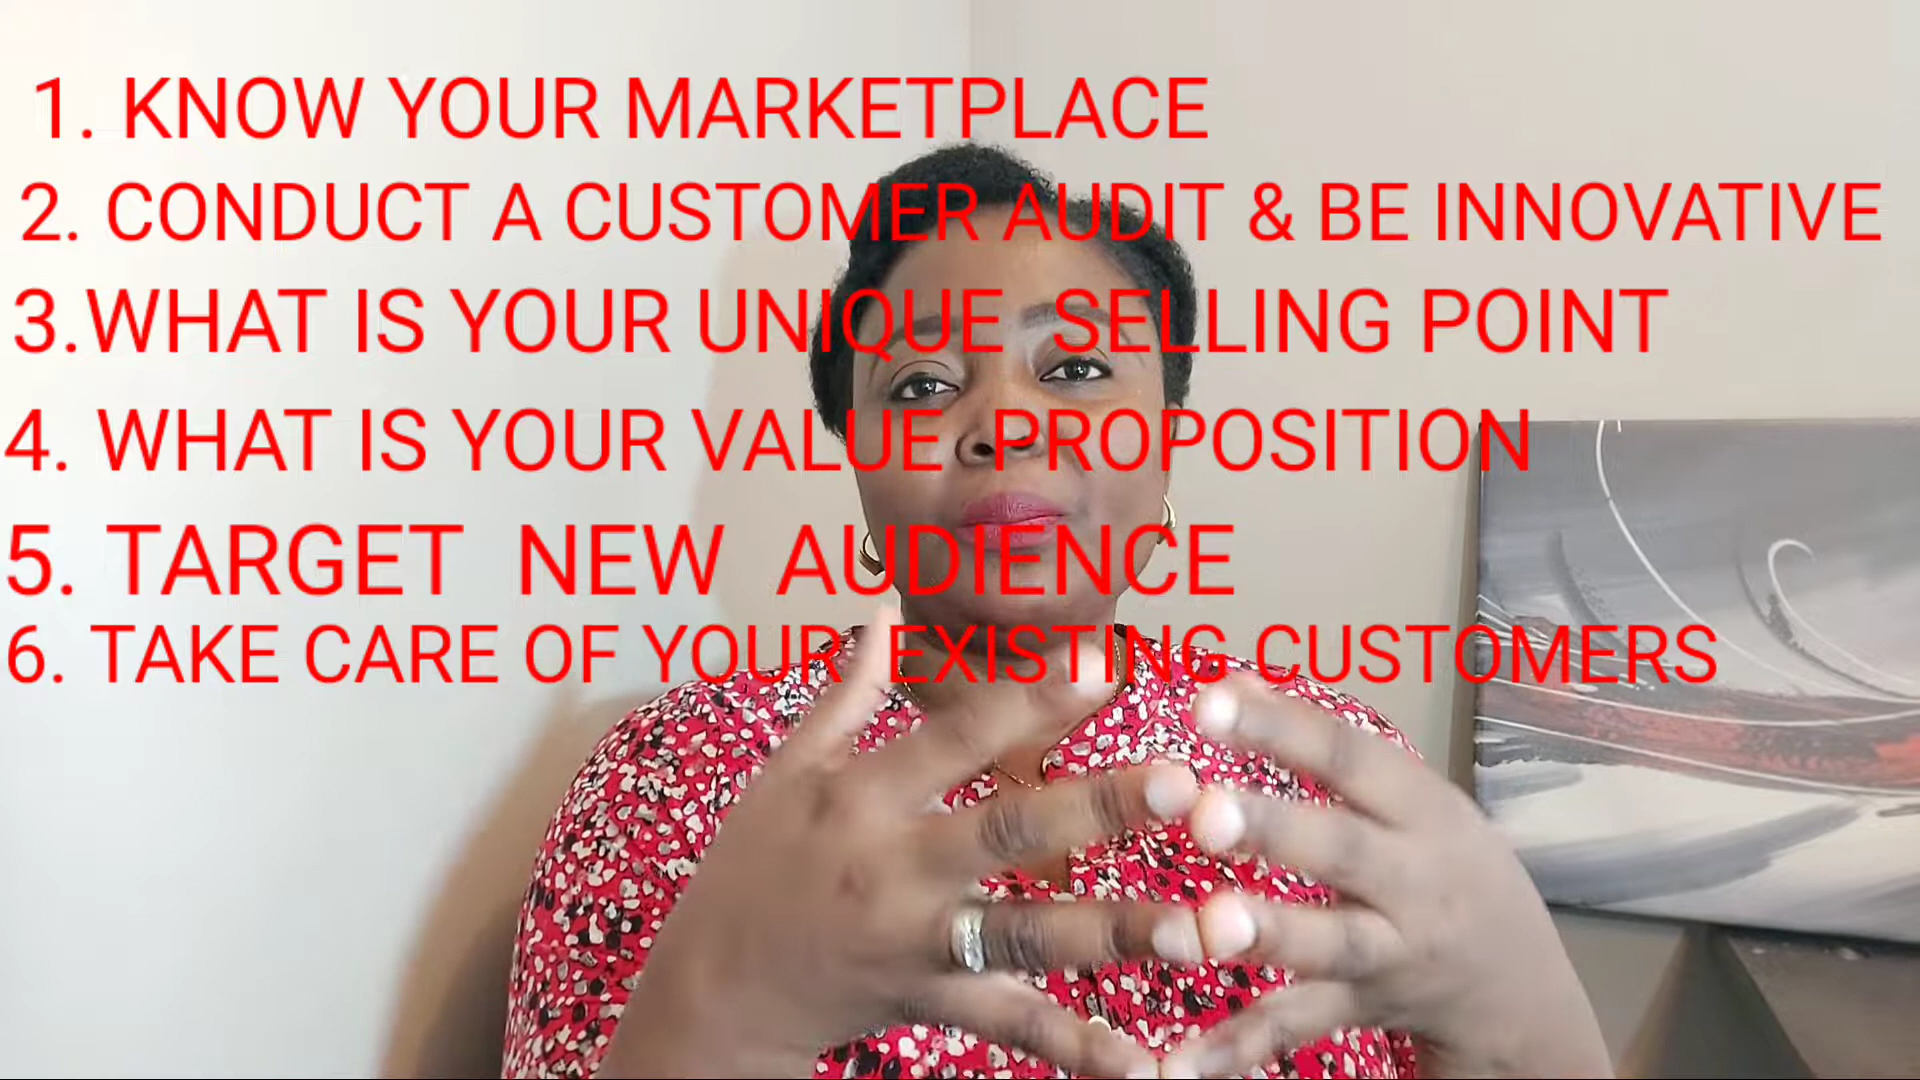 1. KNOW YOUR MARKETPLACE
2. CONDUCT A CUSTOMER AUDIT & BE INNOVATIVE
3.WHAT IS YOUR UNIQUE SELLING POINT
4. WHAT IS YOUR VALUE PROPOSITION
5. TARGET NEW AUDIENCE
6. TAKE CARE OF YOUR EXISTING CUSTOMERS